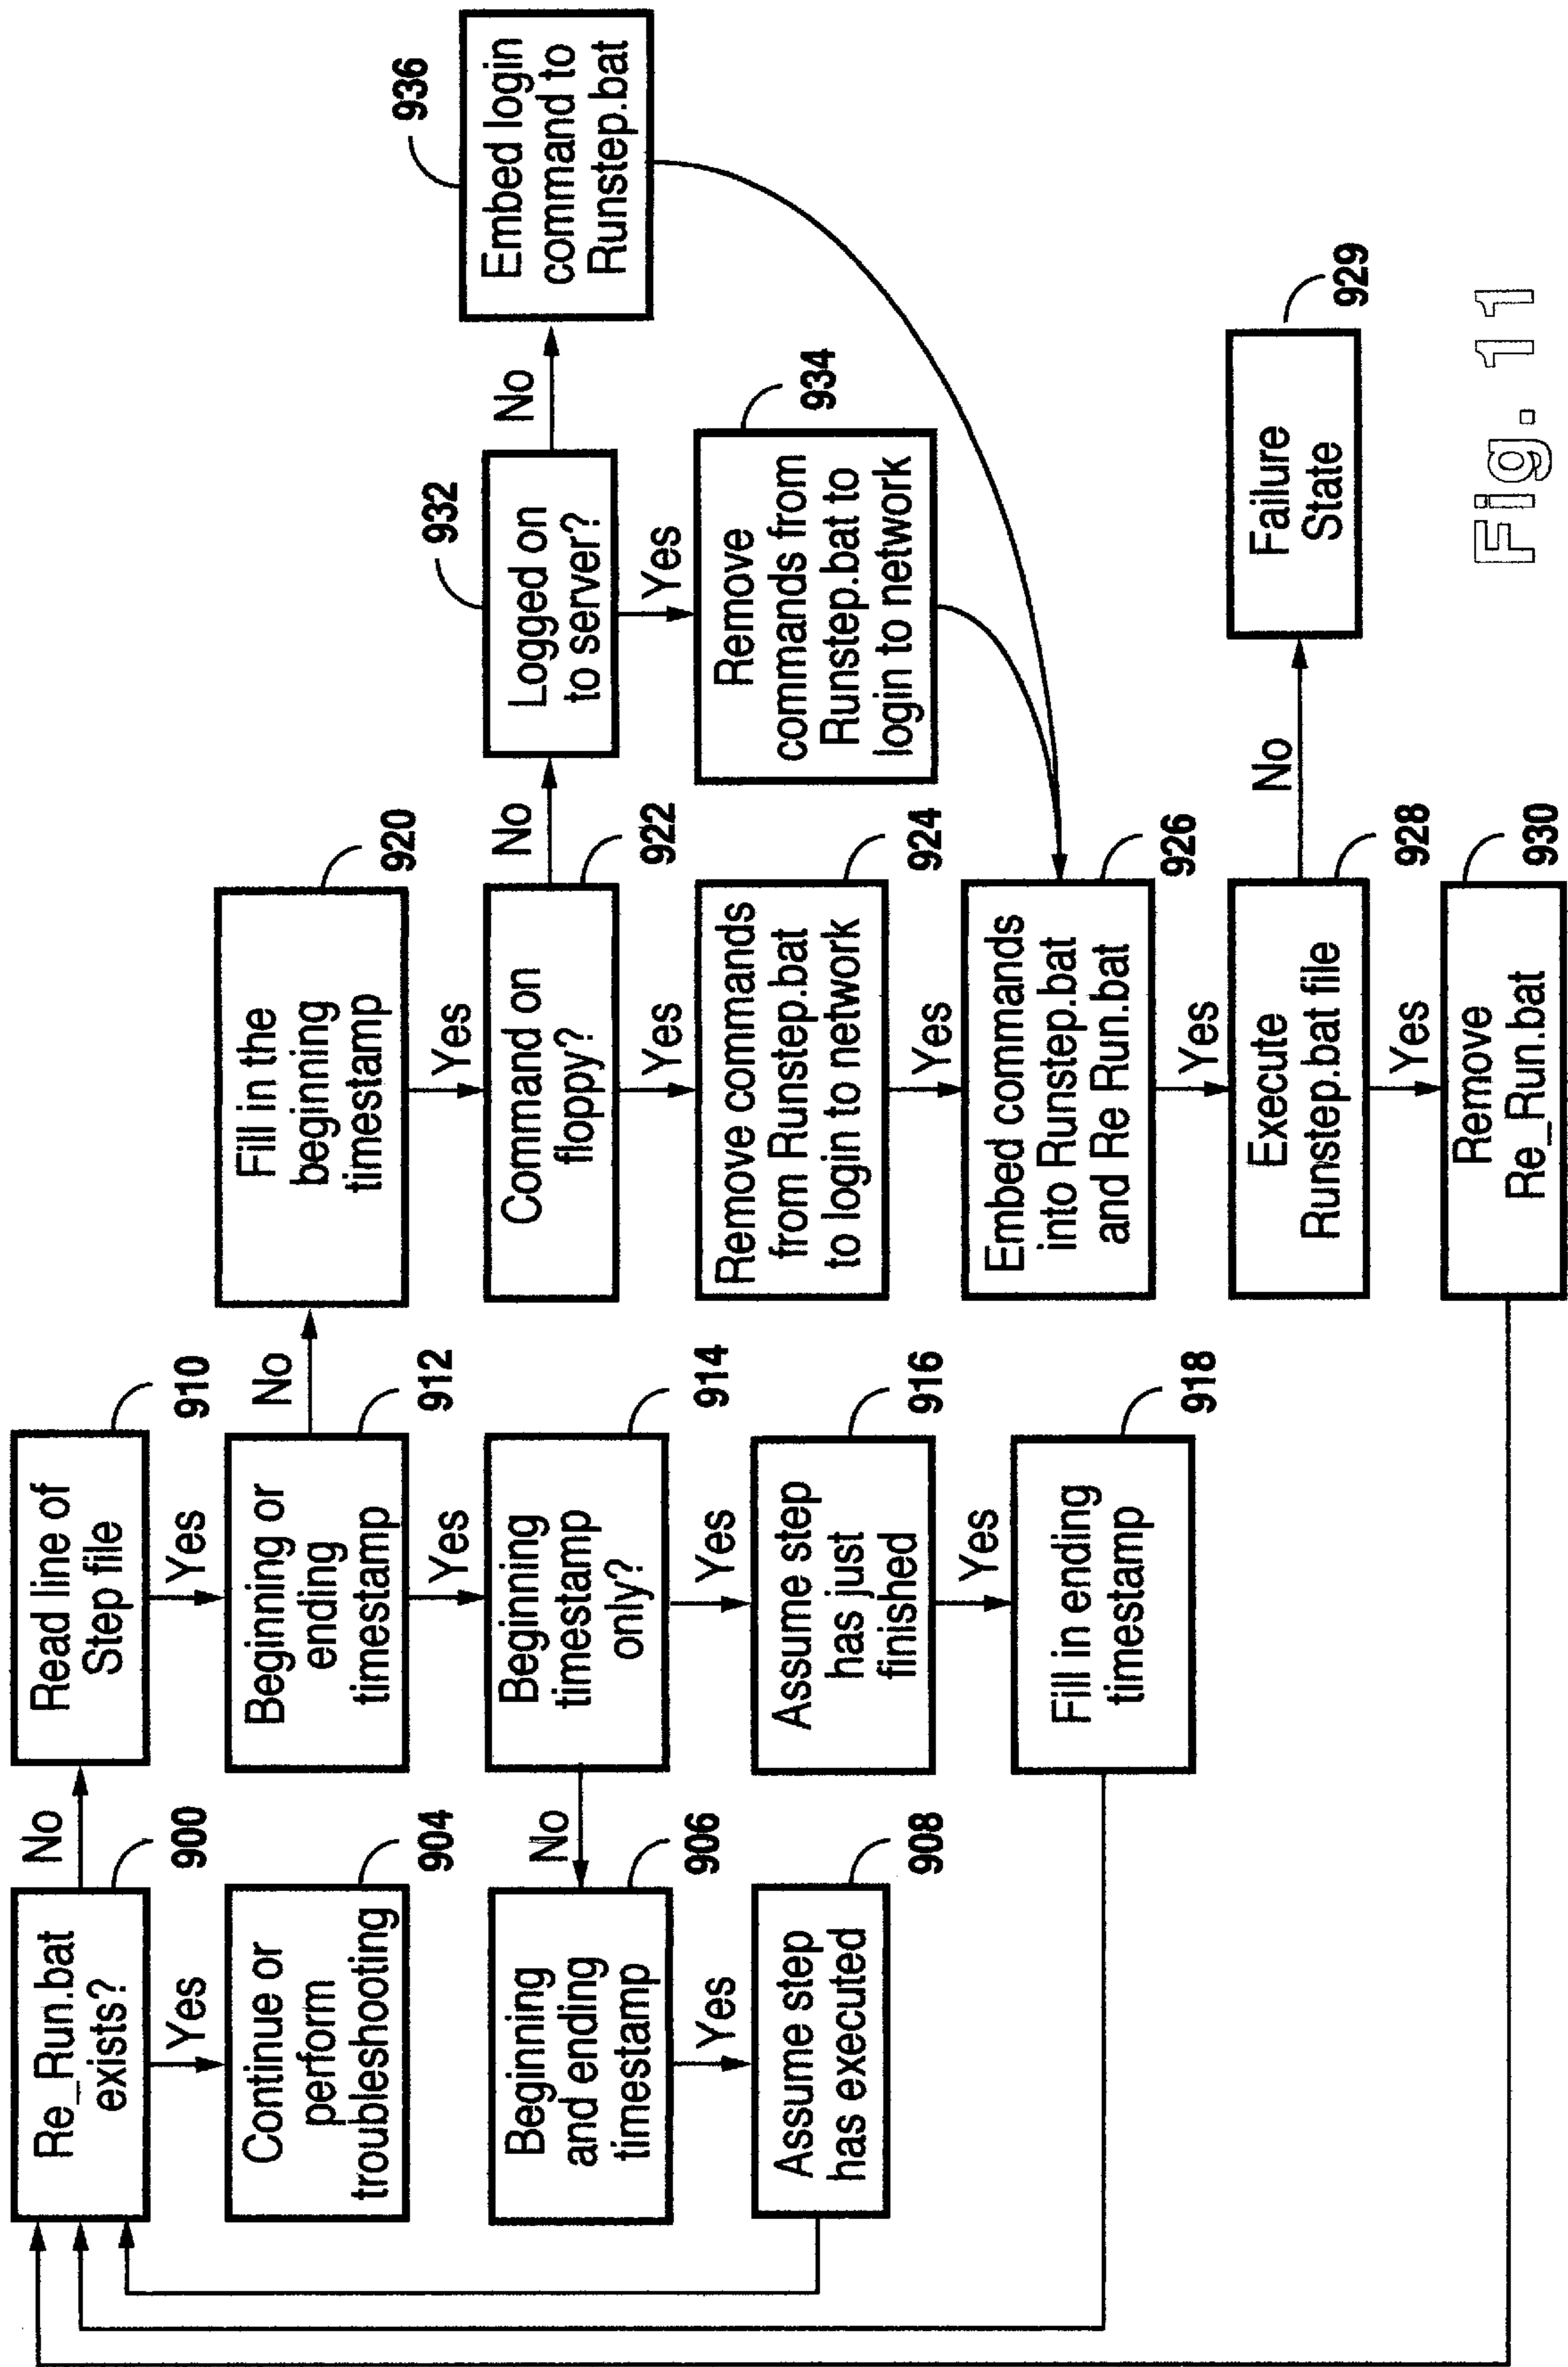 Re_Run.bat
exists?
900
No
Yes
Continue or
perform
troubleshooting
904
Read line of
Step file
910
Yes
Beginning or
ending
timestamp
912
No
Yes
Beginning
timestamp
only?
914
No
Beginning
and ending
timestamp
906
Yes
Assume step
has executed
908
Yes
Assume step
has just
finished
916
Yes
Fill in ending
timestamp
918
Fill in the
beginning
timestamp
920
Yes
Command on
floppy?
922
No
Yes
Remove commands
from Runstep.bat
to login to network
924
Yes
Embed commands
into Runstep.bat
and Re Run.bat
926
Yes
Execute
Runstep.bat file
928
No
Failure
State
929
Yes
Remove
Re_Run.bat
930
Logged on
to server?
932
No
Yes
Remove
commands from
Runstep.bat to
login to network
934
Embed login
command to
Runstep.bat
936
Fig. 11